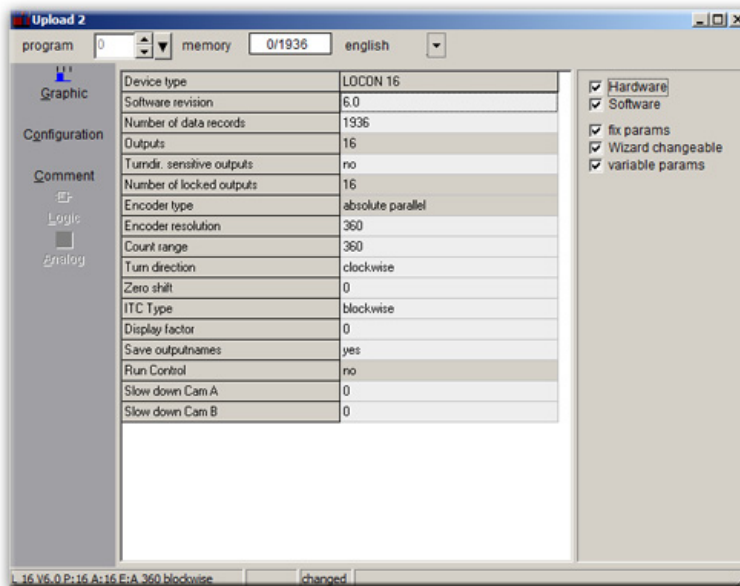 Upload 2
program 0 memory 0/1936 english
Graphic
Configuration
Comment
Logic
Analog
Device type LOCON 16
Software revision 6.0
Number of data records 1936
Outputs 16
Turndir. sensitive outputs no
Number of locked outputs 16
Encoder type absolute parallel
Encoder resolution 360
Count range 360
Turn direction clockwise
Zero shift 0
ITC Type blockwise
Display factor 0
Save outputnames yes
Run Control no
Slow down Cam A 0
Slow down Cam B 0
Hardware
Software
fix params
Wizard changeable
variable params
L 16 V6.0 P:16 A:16 E:A 360 blockwise changed